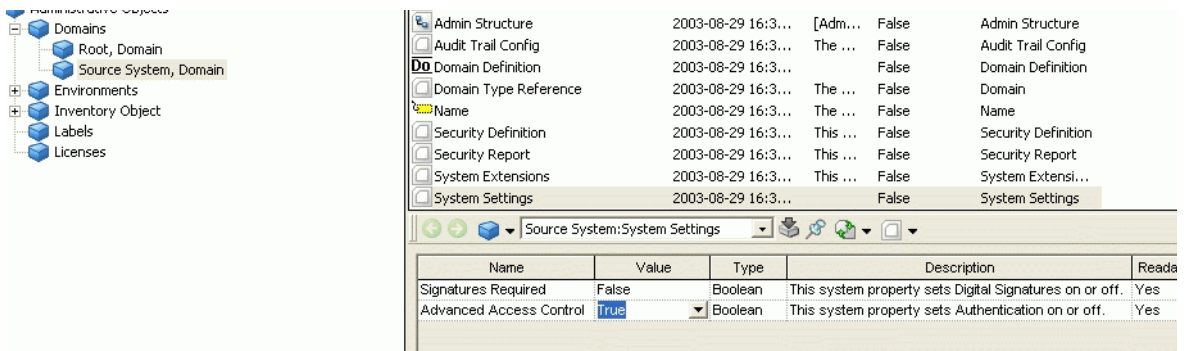 Administrative Objects
Domains
Root, Domain
Source System, Domain
Environments
Inventory Object
Labels
Licenses
Admin Structure 2003-08-29 16:3... [Adm... False Admin Structure
Audit Trail Config 2003-08-29 16:3... The ... False Audit Trail Config
Do Domain Definition 2003-08-29 16:3... False Domain Definition
Domain Type Reference 2003-08-29 16:3... The ... False Domain
Name 2003-08-29 16:3... The ... False Name
Security Definition 2003-08-29 16:3... This ... False Security Definition
Security Report 2003-08-29 16:3... This ... False Security Report
System Extensions 2003-08-29 16:3... This ... False System Extensi...
System Settings 2003-08-29 16:3... False System Settings
Source System:System Settings
Name Value Type Description Reada
Signatures Required False Boolean This system property sets Digital Signatures on or off. Yes
Advanced Access Control True Boolean This system property sets Authentication on or off. Yes